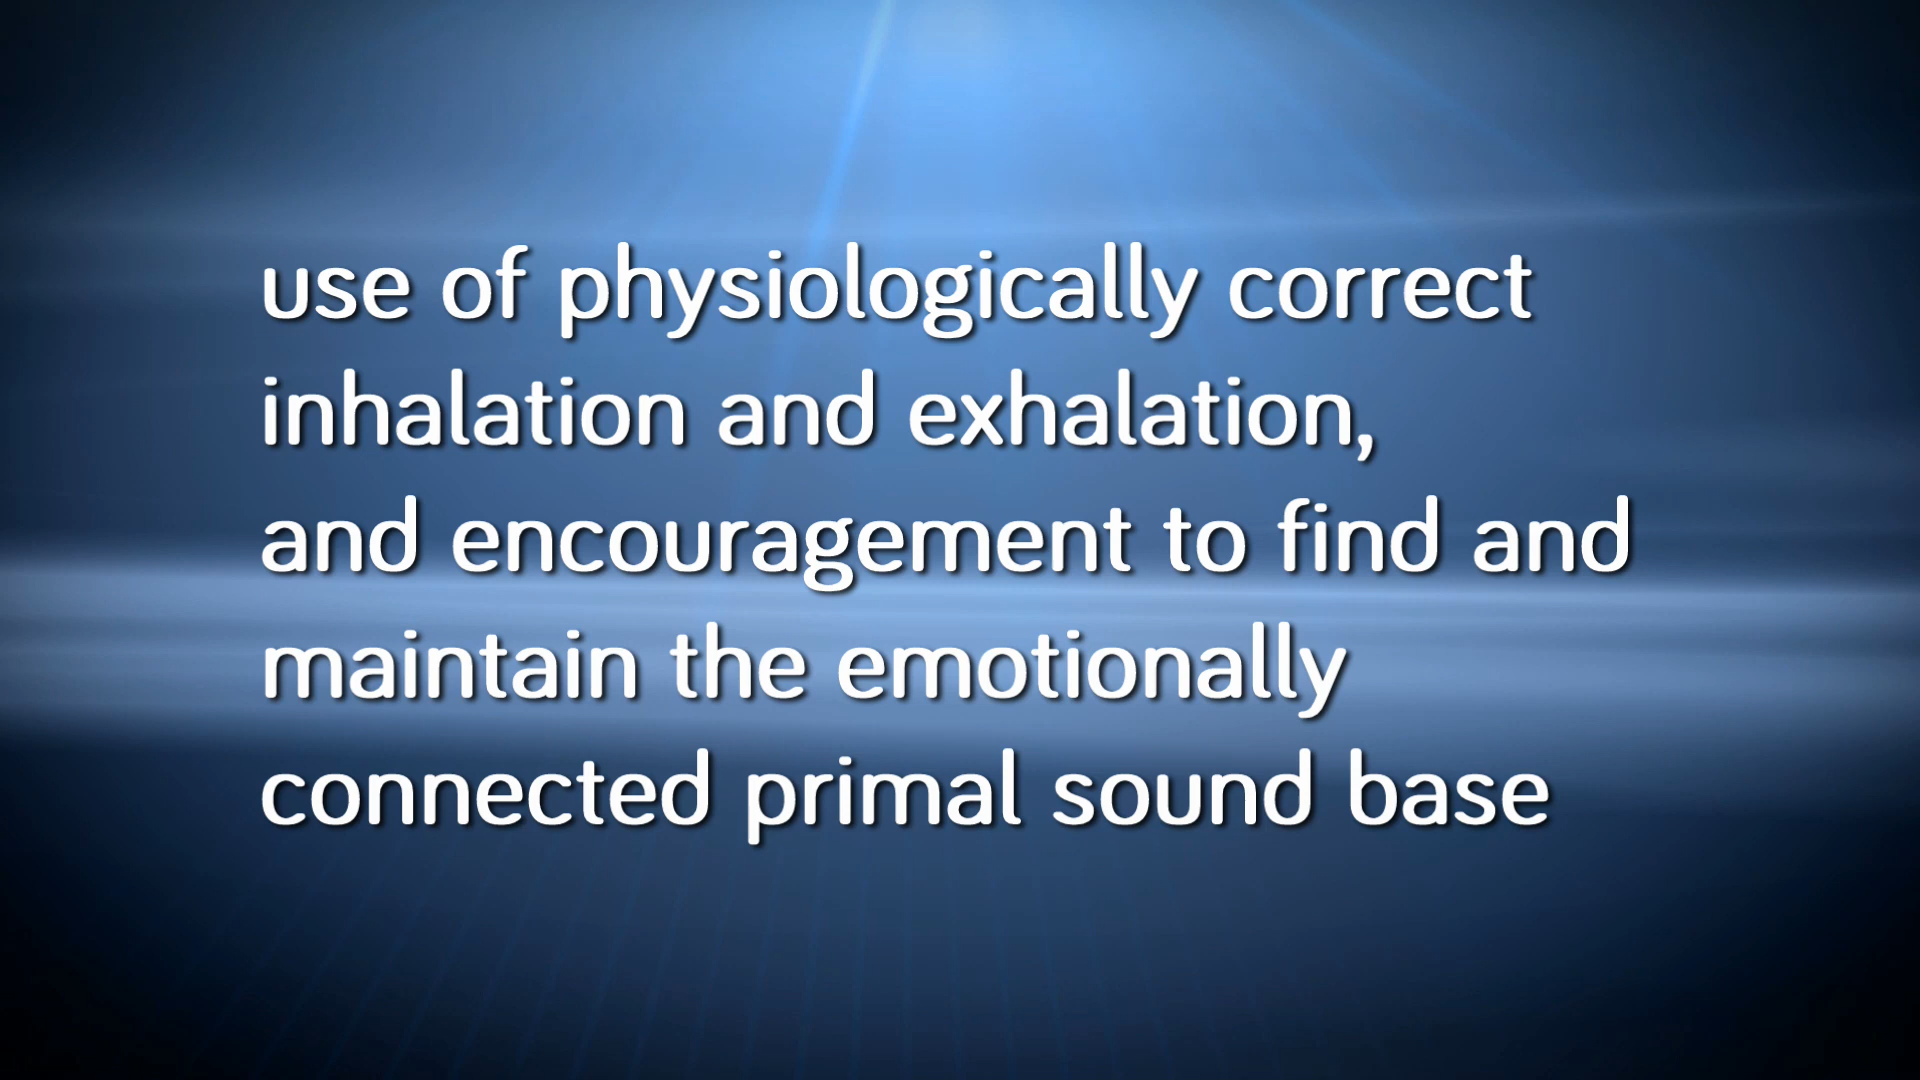 use of physiologically correct
inhalation and exhalation,
and encouragement to find and
maintain the emotionally
connected primal sound base